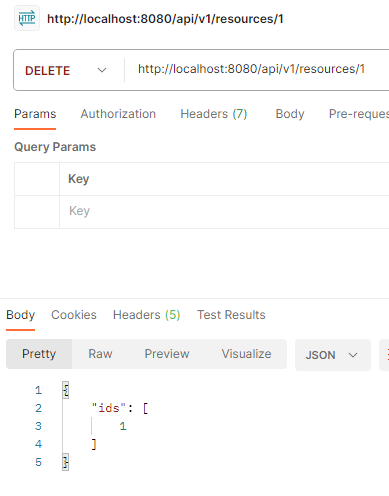 HTTP http://localhost:8080/api/v1/resources/1
DELETE http://localhost:8080/api/v1/resources/1
Params Authorization Headers (7) Body Pre-reques
Query Params
Key
Key
Body Cookies Headers (5) Test Results
Pretty Raw Preview Visualize JSON
1 {
2 "ids": [
3 1
4 ]
5 }